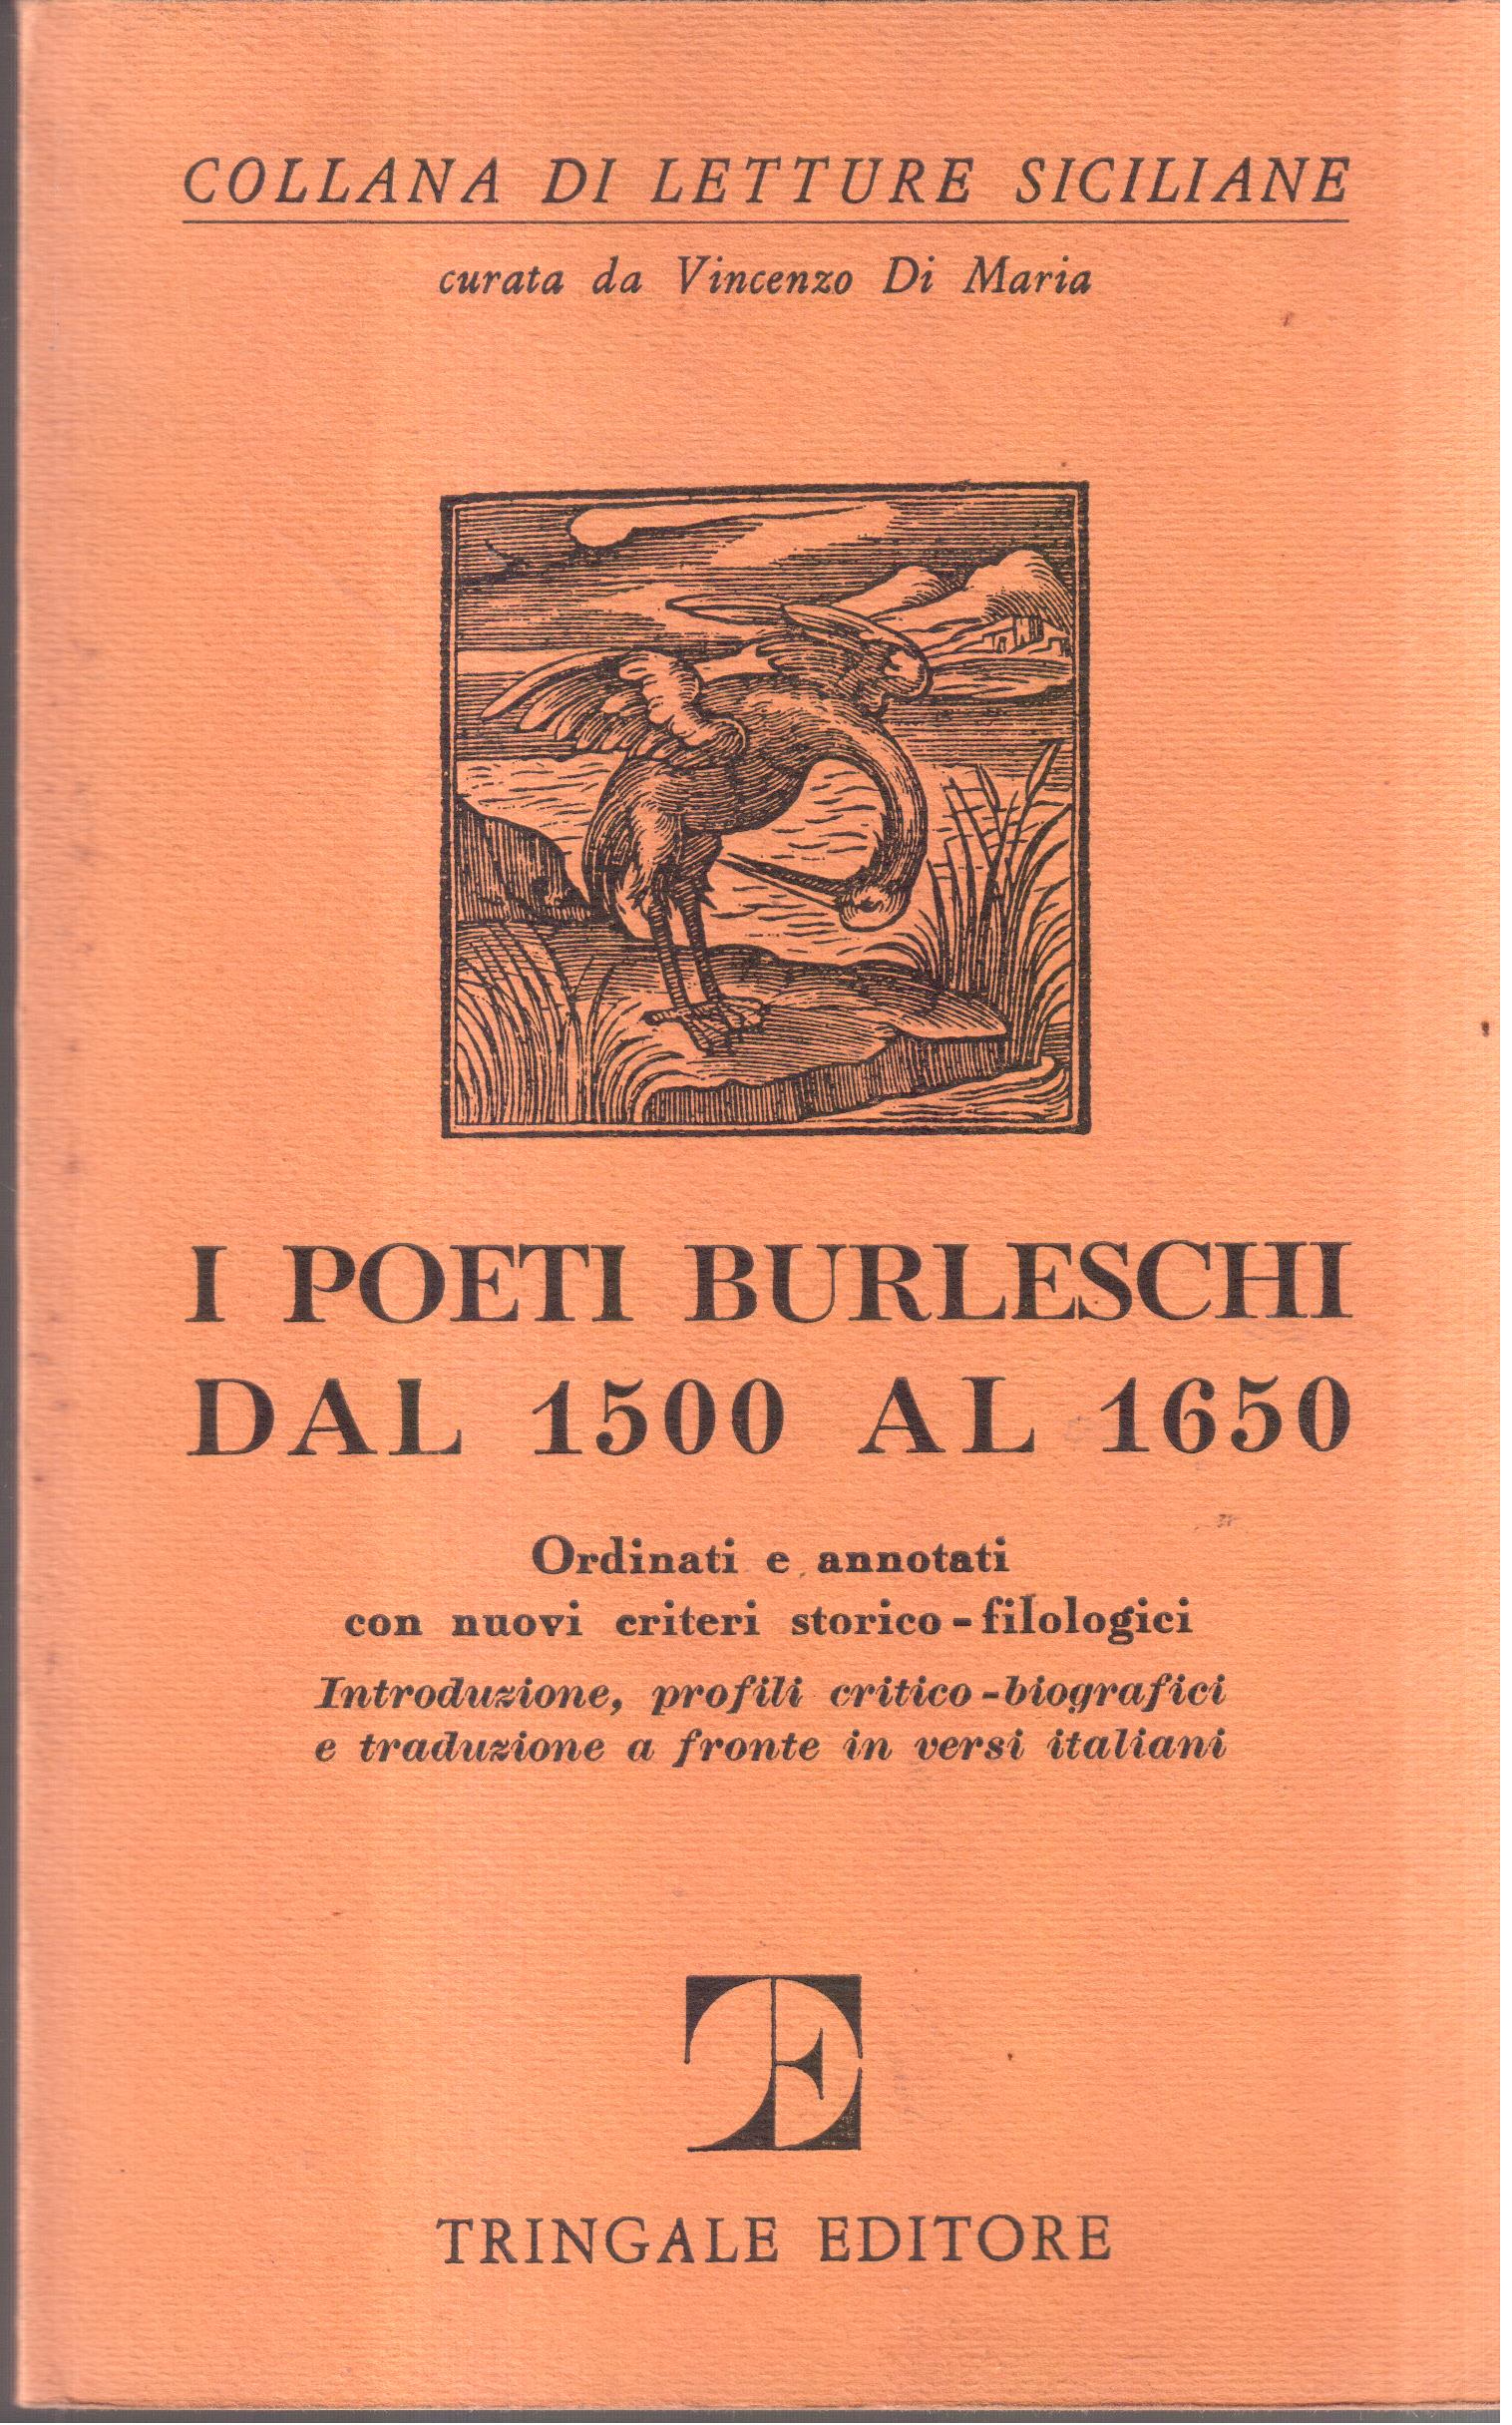 COLLANA DI LETTURE SICILIANE
curata da Vincenzo Di Maria
I POETI BURLESCHI
DAL 1500 AL 1650
Ordinati e annotati
con nuovi criteri storico-filologici
Introduzione, profili critico-biografici
e traduzione a fronte in versi italiani
TE
TRINGALE EDITORE